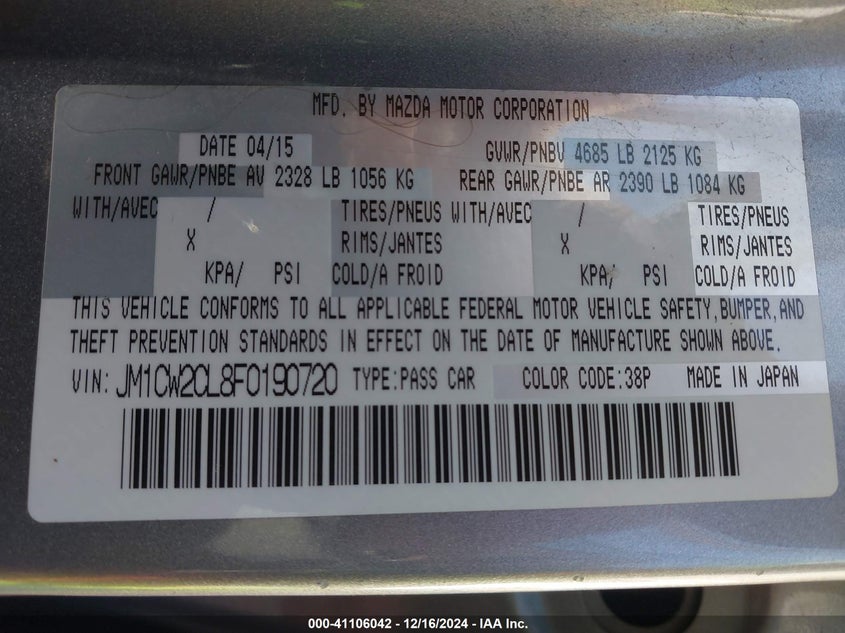 MFD. BY MAZDA MOTOR CORPORATION
DATE 04/15 GVWR/PNBV 4685 LB 2125 KG
FRONT GAWR/PNBE AV 2328 LB 1056 KG REAR GAWR/PNBE AR 2390 LB 1084 KG
WITH/AVEC / TIRES/PNEUS WITH/AVEC / TIRES/PNEUS
X RIMS/JANTES X RIMS/JANTES
KPA/ PSI COLD/A FROID KPA/ PSI COLD/A FROID
THIS VEHICLE CONFORMS TO ALL APPLICABLE FEDERAL MOTOR VEHICLE SAFETY,BUMPER,AND
THEFT PREVENTION STANDARDS IN EFFECT ON THE DATE OF MANUFACTURE SHOWN ABOVE.
VIN: JM1CW2CL8F0190720 TYPE:PASS CAR COLOR CODE:38P MADE IN JAPAN
000-41106042 - 12/16/2024 - IAA Inc.